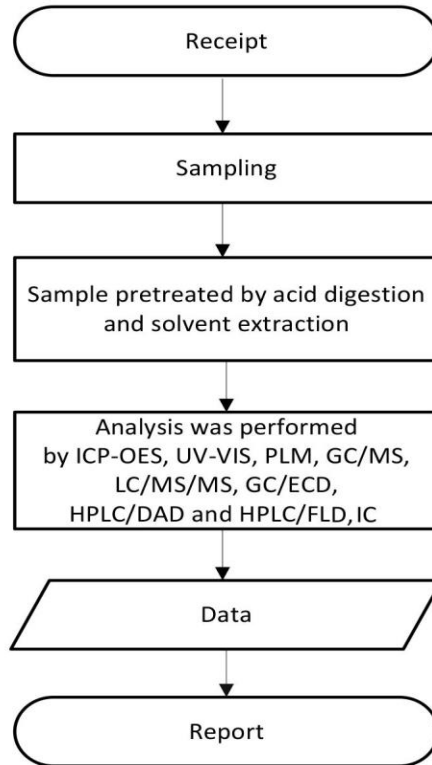 Receipt
Sampling
Sample pretreated by acid digestion
and solvent extraction
Analysis was performed
by ICP-OES, UV-VIS, PLM, GC/MS,
LC/MS/MS, GC/ECD,
HPLC/DAD and HPLC/FLD, IC
Data
Report